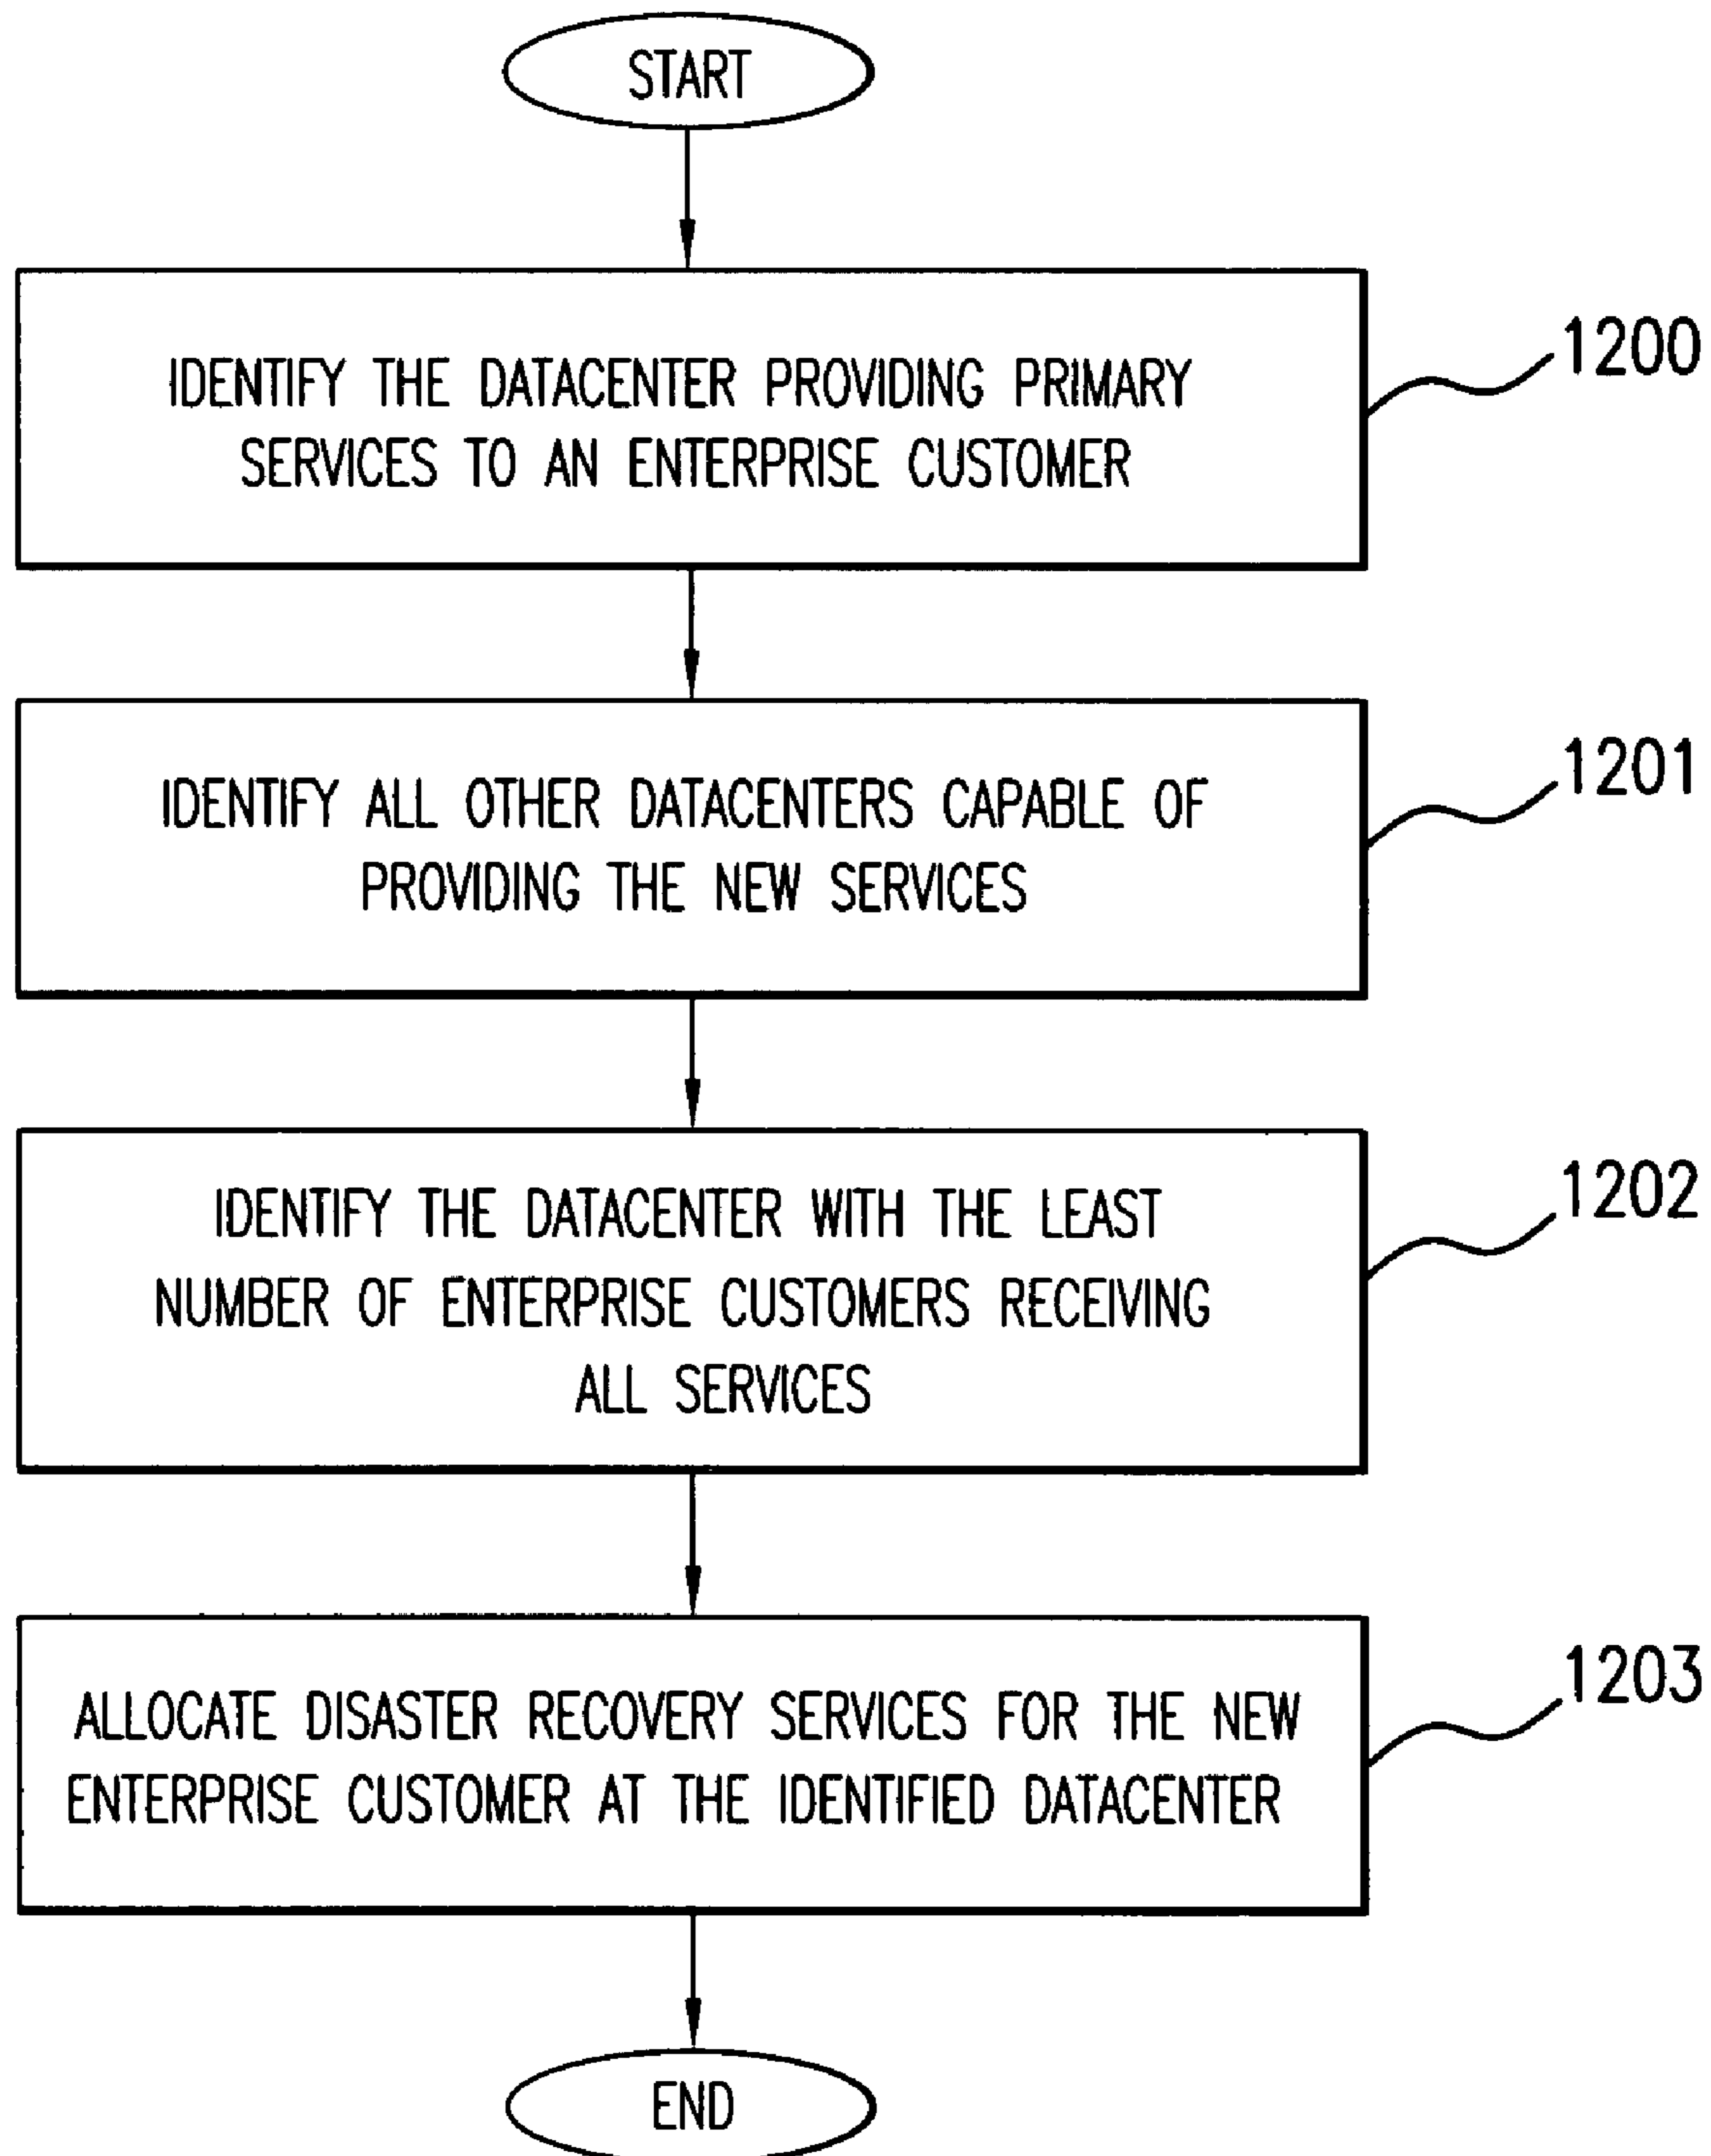 START
IDENTIFY THE DATACENTER PROVIDING PRIMARY
SERVICES TO AN ENTERPRISE CUSTOMER
1200
IDENTIFY ALL OTHER DATACENTERS CAPABLE OF
PROVIDING THE NEW SERVICES
1201
IDENTIFY THE DATACENTER WITH THE LEAST
NUMBER OF ENTERPRISE CUSTOMERS RECEIVING
ALL SERVICES
1202
ALLOCATE DISASTER RECOVERY SERVICES FOR THE NEW
ENTERPRISE CUSTOMER AT THE IDENTIFIED DATACENTER
1203
END